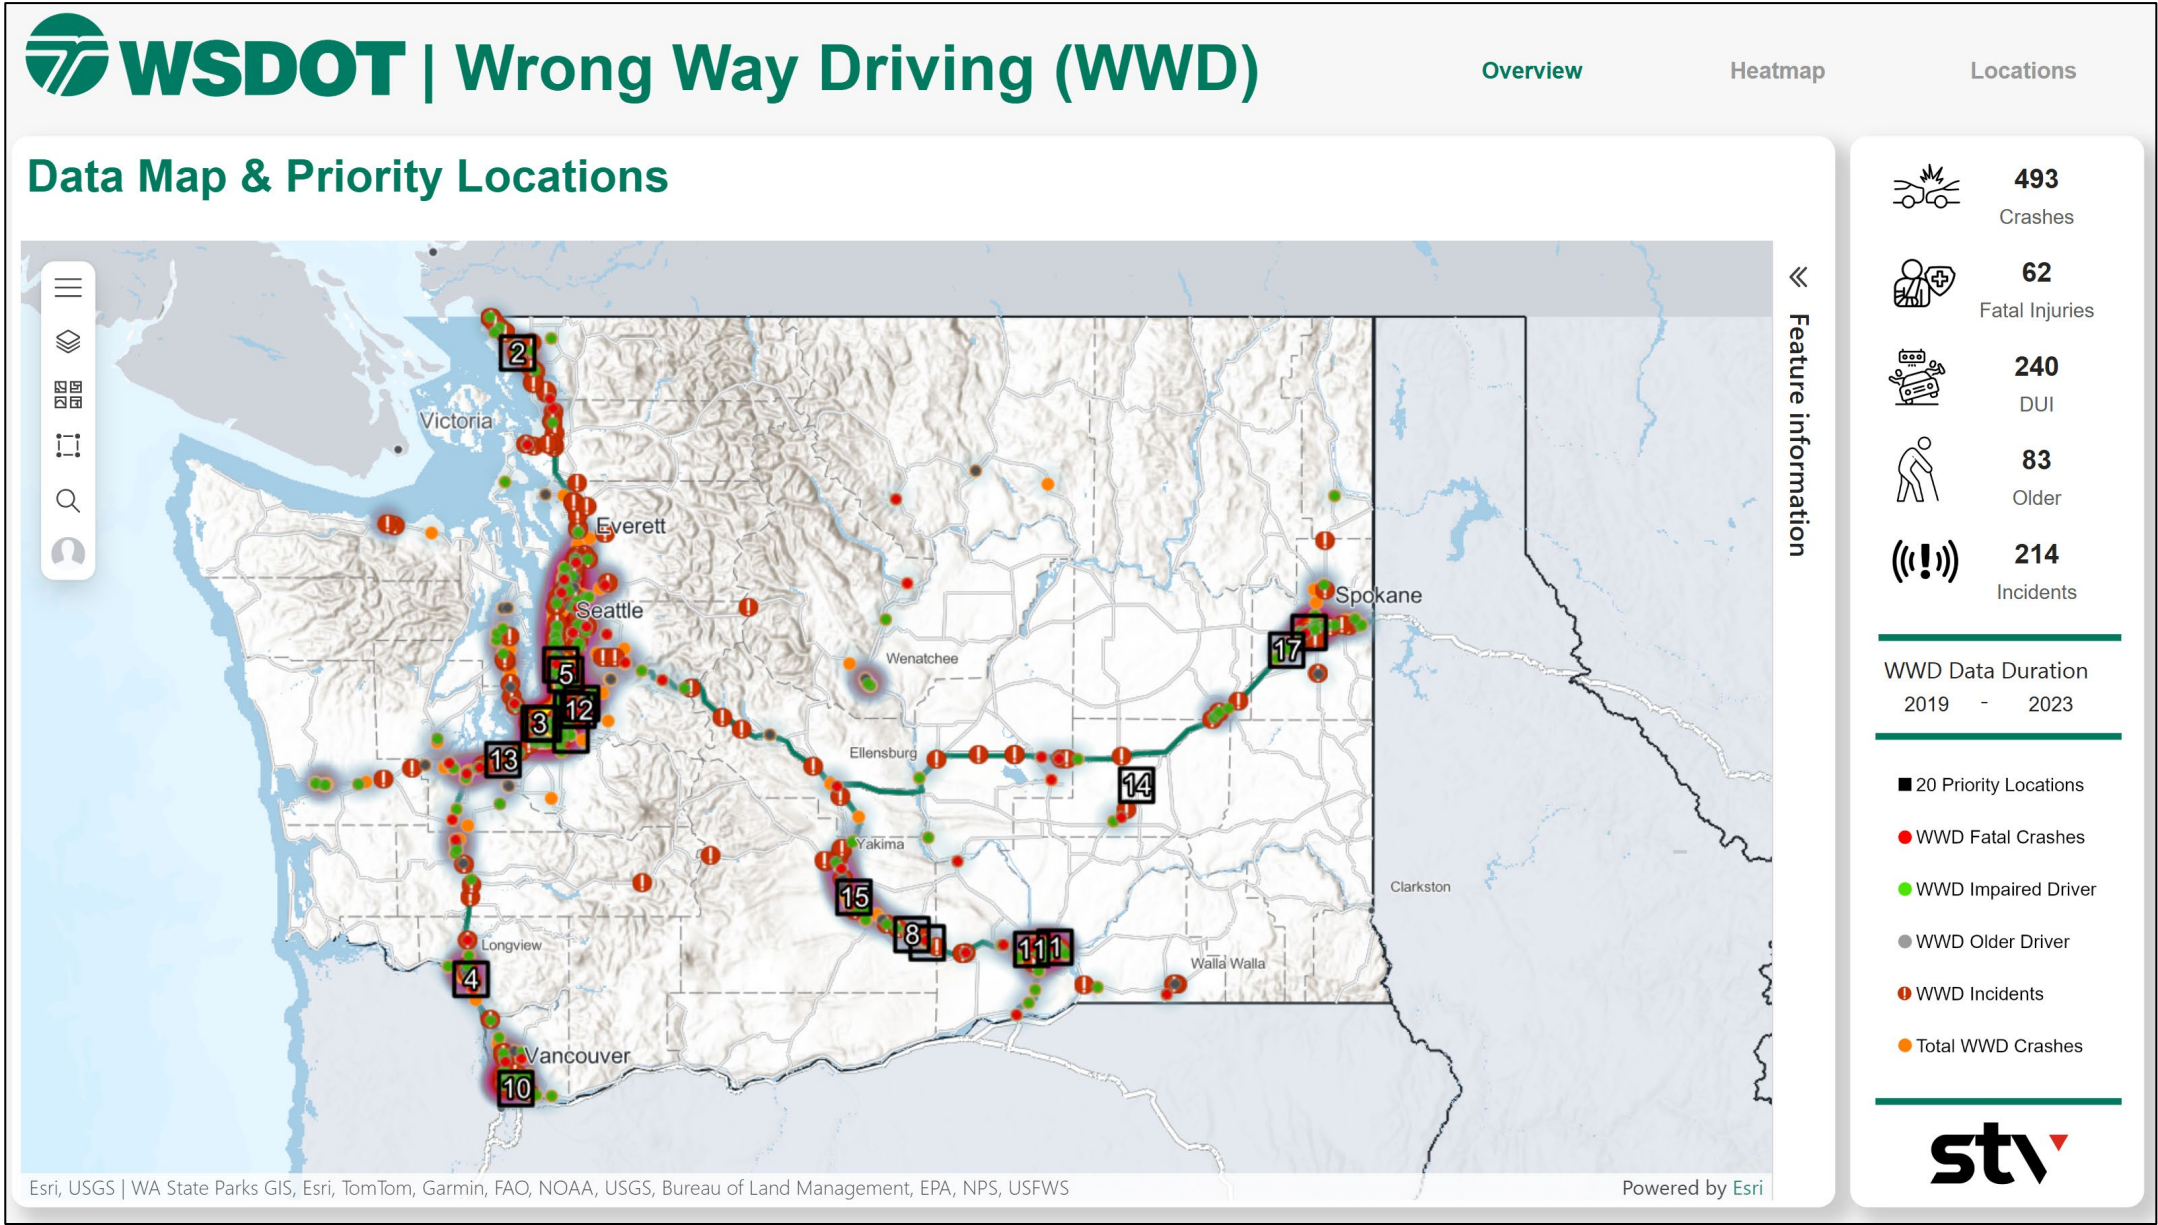 WSDOT | Wrong Way Driving (WWD)
Overview
Heatmap
Locations
Data Map & Priority Locations
Feature information
2
Victoria
Everett
Seattle
Spokane
17
Wenatchee
5
12
3
13
Ellensburg
14
Yakima
15
Clarkston
8
Longview
Walla Walla
4
Vancouver
10
Esri, USGS | WA State Parks GIS, Esri, TomTom, Garmin, FAO, NOAA, USGS, Bureau of Land Management, EPA, NPS, USFWS
Powered by Esri
493
Crashes
62
Fatal Injuries
240
DUI
83
Older
214
Incidents
WWD Data Duration
2019 - 2023
20 Priority Locations
WWD Fatal Crashes
WWD Impaired Driver
WWD Older Driver
WWD Incidents
Total WWD Crashes
stv